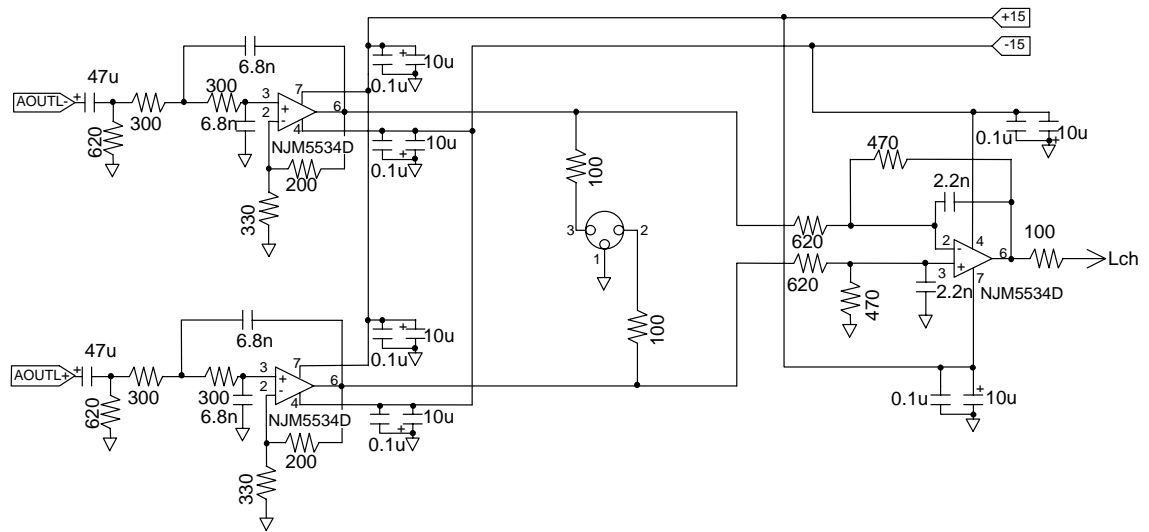 +15
-15
6.8n
47u
AOUTL-
+
300
300
6.8n
620
3
2
+
-
7
4
6
NJM5534D
200
330
+
10u
0.1u
10u
0.1u
+
100
3
2
1
100
0.1u
10u
+
470
2.2n
620
620
470
2.2n
2
3
-
+
4
7
6
NJM5534D
100
Lch
0.1u
+
10u
6.8n
47u
AOUTL+
+
300
300
6.8n
620
3
2
+
-
7
4
6
NJM5534D
200
330
+
10u
0.1u
10u
0.1u
+